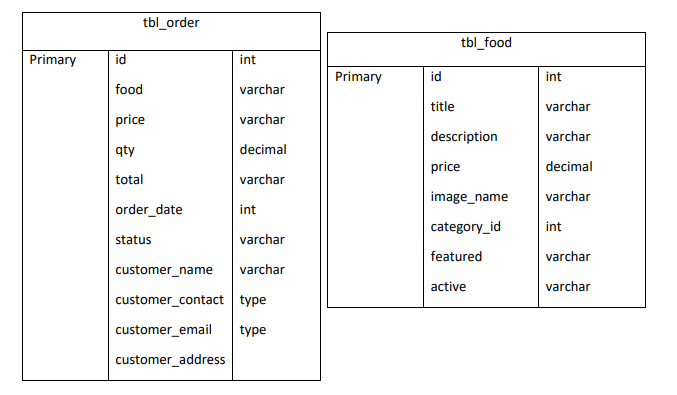 tbl_order
Primary id int
food varchar
price varchar
qty decimal
total varchar
order_date int
status varchar
customer_name varchar
customer_contact type
customer_email type
customer_address
tbl_food
Primary id int
title varchar
description varchar
price decimal
image_name varchar
category_id int
featured varchar
active varchar